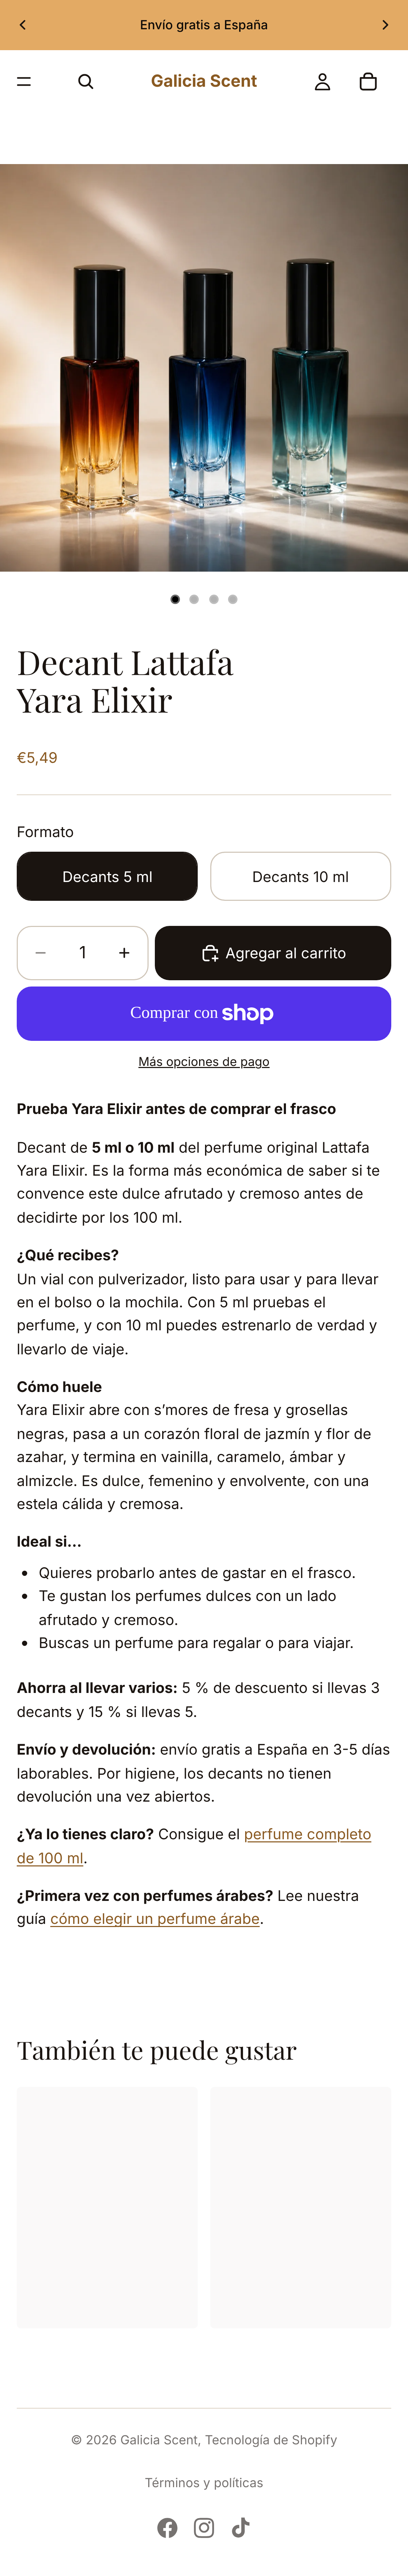 Envío gratis a España
Galicia Scent
Decant Lattafa
Yara Elixir
€5,49
Formato
Decants 5 ml
Decants 10 ml
1
Agregar al carrito
Comprar con shop
Más opciones de pago
Prueba Yara Elixir antes de comprar el frasco
Decant de 5 ml o 10 ml del perfume original Lattafa
Yara Elixir. Es la forma más económica de saber si te
convence este dulce afrutado y cremoso antes de
decidirte por los 100 ml.
¿Qué recibes?
Un vial con pulverizador, listo para usar y para llevar
en el bolso o la mochila. Con 5 ml pruebas el
perfume, y con 10 ml puedes estrenarlo de verdad y
llevarlo de viaje.
Cómo huele
Yara Elixir abre con s’mores de fresa y grosellas
negras, pasa a un corazón floral de jazmín y flor de
azahar, y termina en vainilla, caramelo, ámbar y
almizcle. Es dulce, femenino y envolvente, con una
estela cálida y cremosa.
Ideal si…
• Quieres probarlo antes de gastar en el frasco.
• Te gustan los perfumes dulces con un lado
afrutado y cremoso.
• Buscas un perfume para regalar o para viajar.
Ahorra al llevar varios: 5 % de descuento si llevas 3
decants y 15 % si llevas 5.
Envío y devolución: envío gratis a España en 3-5 días
laborables. Por higiene, los decants no tienen
devolución una vez abiertos.
¿Ya lo tienes claro? Consigue el perfume completo
de 100 ml.
¿Primera vez con perfumes árabes? Lee nuestra
guía cómo elegir un perfume árabe.
También te puede gustar
© 2026 Galicia Scent, Tecnología de Shopify
Términos y políticas